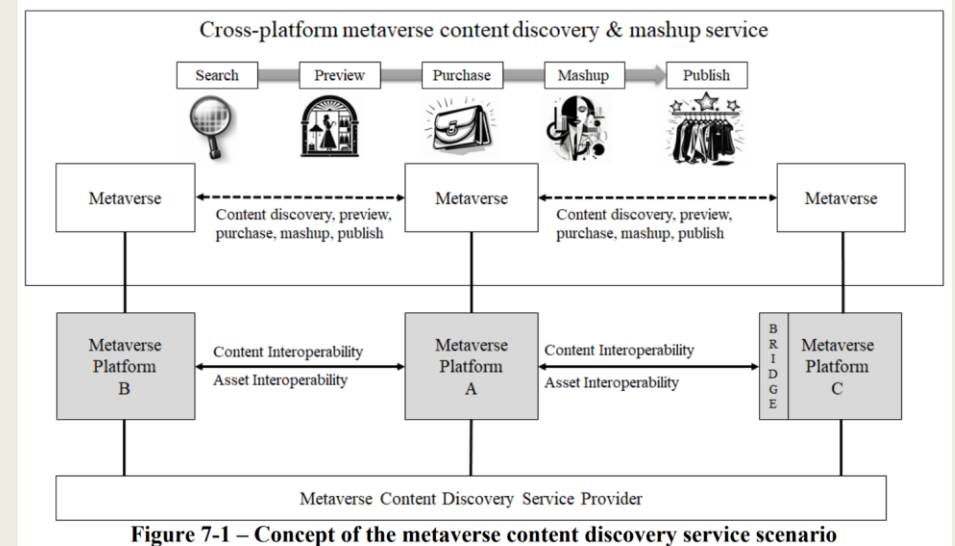 Cross-platform metaverse content discovery & mashup service
Search
Preview
Purchase
Mashup
Publish
Metaverse
Metaverse
Metaverse
Content discovery, preview,
purchase, mashup, publish
Content discovery, preview,
purchase, mashup, publish
Metaverse
Platform
B
Content Interoperability
Asset Interoperability
Metaverse
Platform
A
Content Interoperability
Asset Interoperability
B
R
I
D
G
E
Metaverse
Platform
C
Metaverse Content Discovery Service Provider
Figure 7-1 – Concept of the metaverse content discovery service scenario